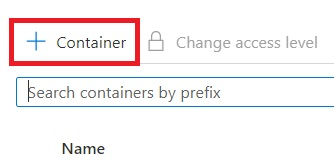 + Container Change access level
Search containers by prefix
Name